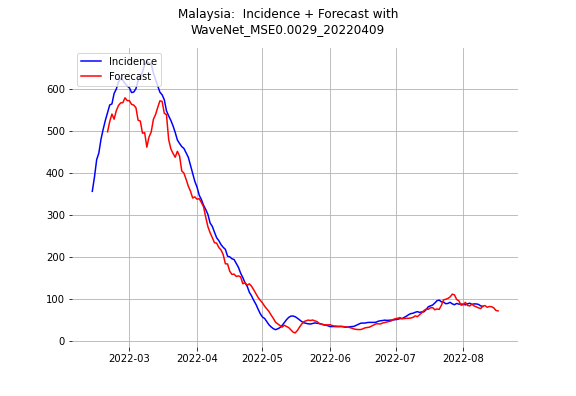 Malaysia:  Incidence + Forecast with
WaveNet_MSE0.0029_20220409
Incidence
Forecast
600
500
400
300
200
100
0
2022-03 2022-04 2022-05 2022-06 2022-07 2022-08